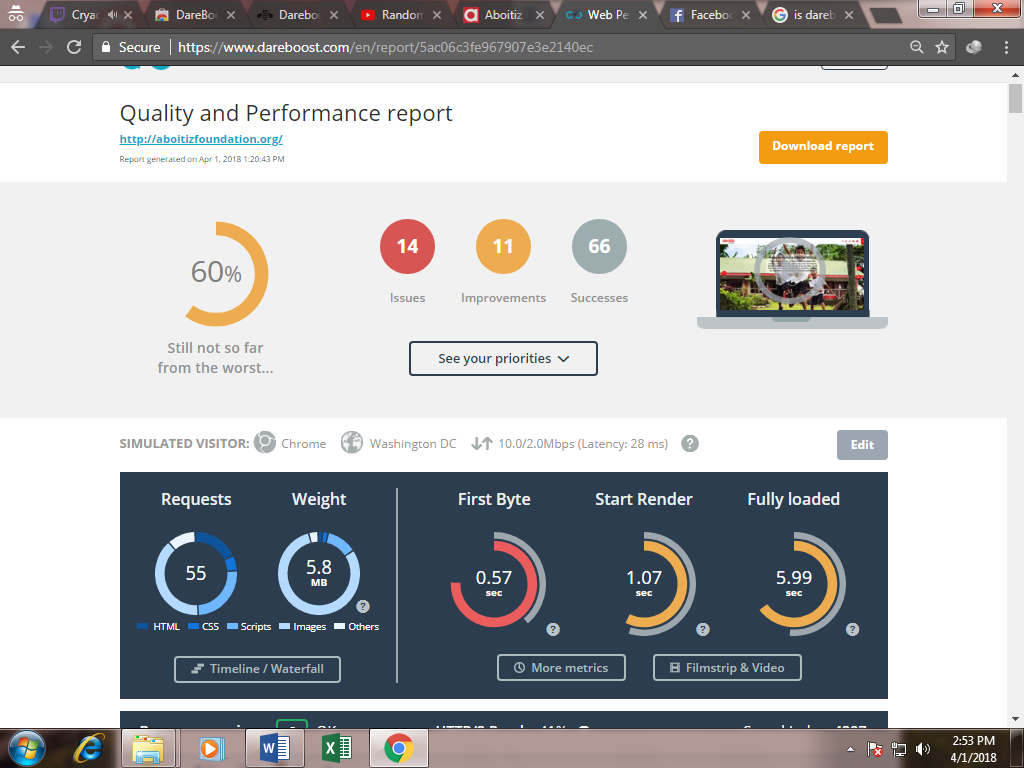 Cryac
DareBoo
Dareboo
Random
Aboitiz
Web Pe
Faceboo
is dareb
Secure
https://www.dareboost.com/en/report/5ac06c3fe967907e3e2140ec
Quality and Performance report
http://aboitizfoundation.org/
Report generated on Apr 1, 2018 1:20:43 PM
Download report
60%
Still not so far
from the worst...
14
Issues
11
Improvements
66
Successes
See your priorities
SIMULATED VISITOR: Chrome Washington DC 10.0/2.0Mbps (Latency: 28 ms) ?
Edit
Requests
Weight
First Byte
Start Render
Fully loaded
55
5.8
MB
?
0.57
sec
?
1.07
sec
?
5.99
sec
?
HTML CSS Scripts Images Others
Timeline / Waterfall
More metrics
Filmstrip & Video
2:53 PM
4/1/2018